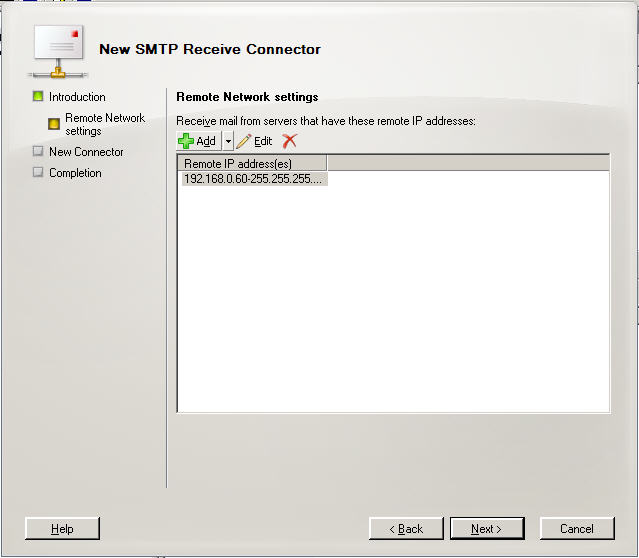 New SMTP Receive Connector
Introduction
Remote Network
settings
New Connector
Completion
Remote Network settings
Receive mail from servers that have these remote IP addresses:
Add
Edit
Remote IP address(es)
192.168.0.60-255.255.255....
Help
< Back
Next >
Cancel